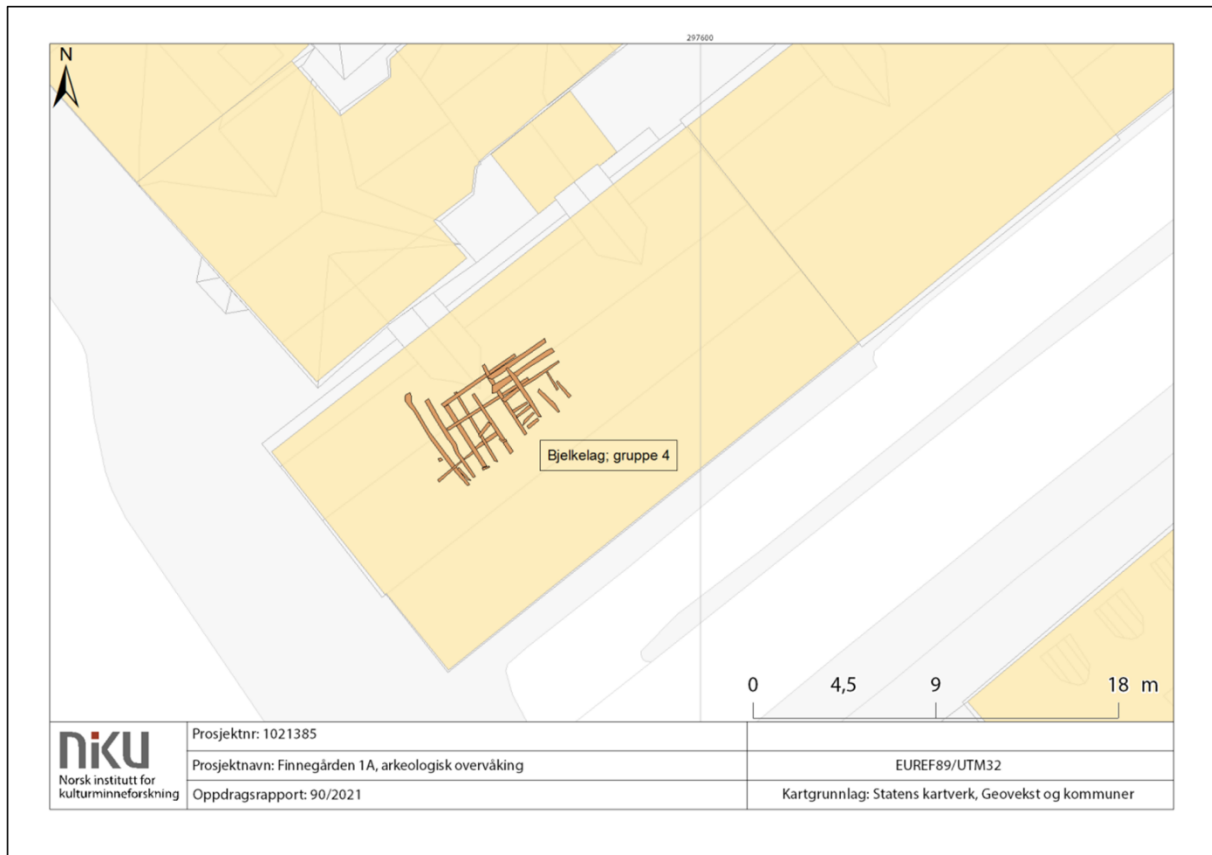 297600
N
Bjelkelag; gruppe 4
0 4,5 9 18 m
niku
Norsk institutt for
kulturminneforskning
Prosjektnr: 1021385
Prosjektnavn: Finnegården 1A, arkeologisk overvåking
Oppdragsrapport: 90/2021
EUREF89/UTM32
Kartgrunnlag: Statens kartverk, Geovekst og kommuner